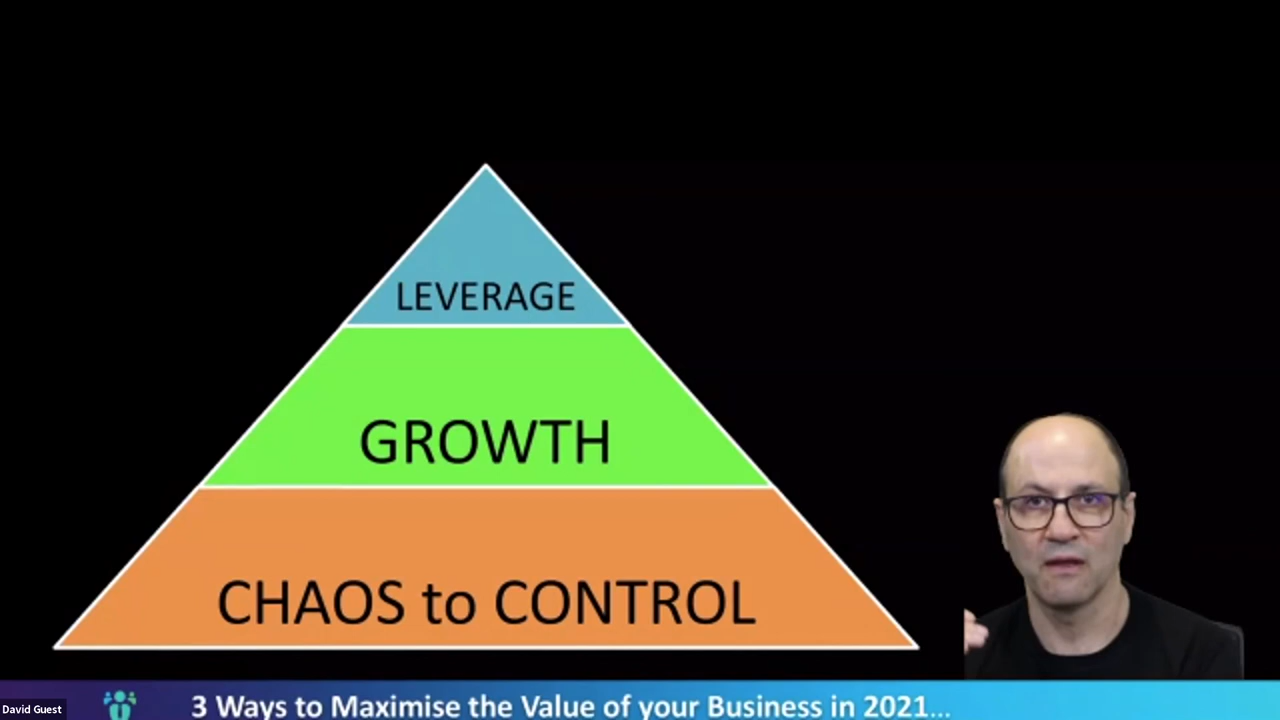 LEVERAGE
GROWTH
CHAOS to CONTROL
David Guest
3 Ways to Maximise the Value of your Business in 2021...